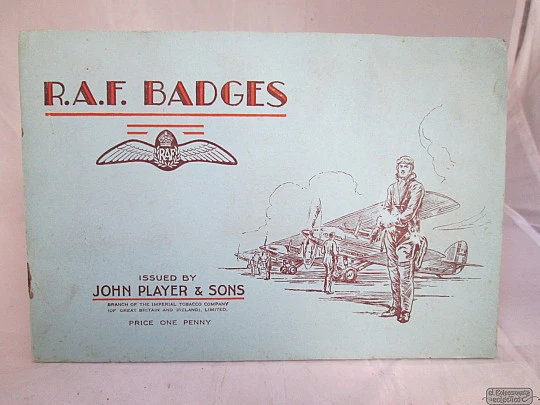 R.A.F. BADGES
RAF
ISSUED BY
JOHN PLAYER & SONS
BRANCH OF THE IMPERIAL TOBACCO COMPANY
(OF GREAT BRITAIN AND IRELAND), LIMITED.
PRICE ONE PENNY